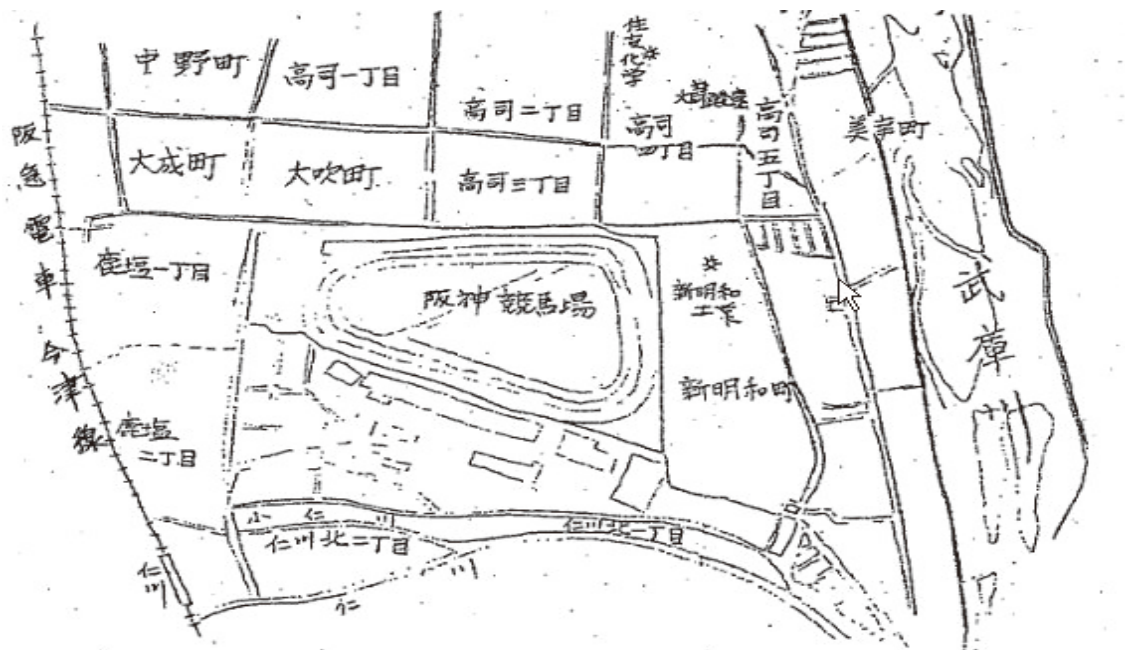 中野町
高司一丁目
高司二丁目
住友化学
高司
四丁目
高司五丁目
美幸町
阪急電車今津線
大成町
大吹町
高司三丁目
鹿塩一丁目
阪神競馬場
新明和
工業
新明和町
武庫
鹿塩
二丁目
小仁川
仁川北二丁目
仁川北一丁目
仁川
仁川